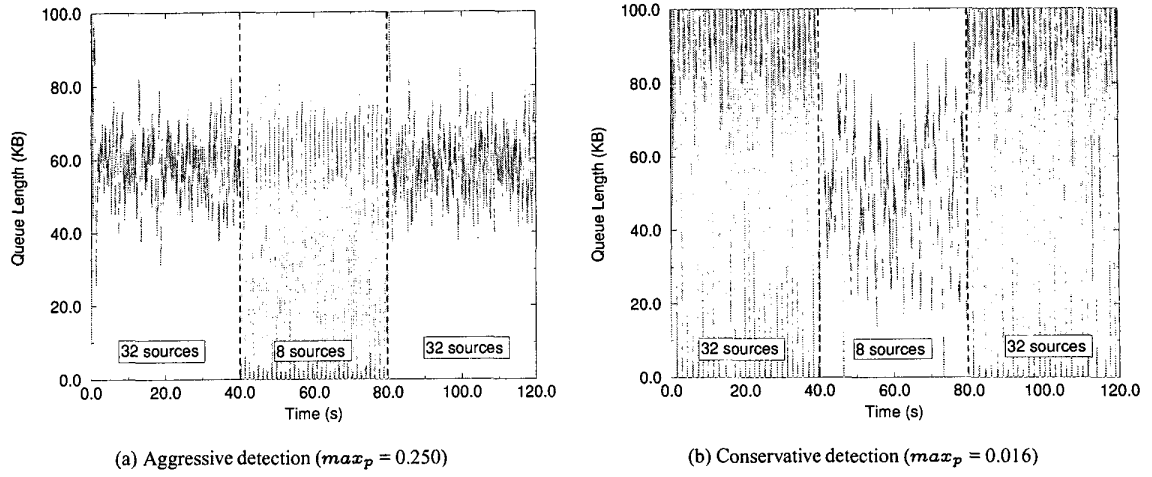 100.0
80.0
60.0
40.0
20.0
0.0
Queue Length (KB)
32 sources
8 sources
32 sources
0.0 20.0 40.0 60.0 80.0 100.0 120.0
Time (s)
(a) Aggressive detection (max_p = 0.250)
100.0
80.0
60.0
40.0
20.0
0.0
Queue Length (KB)
32 sources
8 sources
32 sources
0.0 20.0 40.0 60.0 80.0 100.0 120.0
Time (s)
(b) Conservative detection (max_p = 0.016)